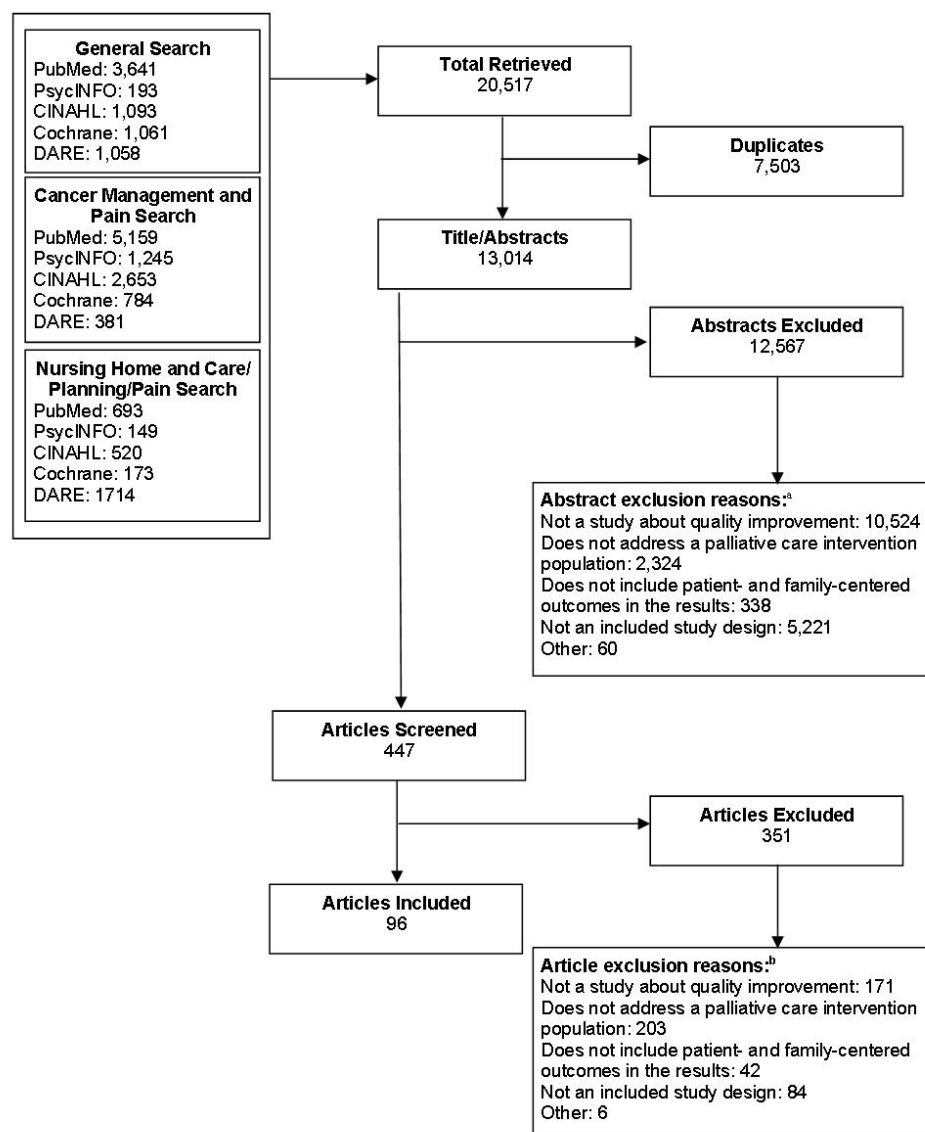 General Search
PubMed: 3,641
PsycINFO: 193
CINAHL: 1,093
Cochrane: 1,061
DARE: 1,058
Cancer Management and
Pain Search
PubMed: 5,159
PsycINFO: 1,245
CINAHL: 2,653
Cochrane: 784
DARE: 381
Nursing Home and Care/
Planning/Pain Search
PubMed: 693
PsycINFO: 149
CINAHL: 520
Cochrane: 173
DARE: 1714
Total Retrieved
20,517
Duplicates
7,503
Title/Abstracts
13,014
Abstracts Excluded
12,567
Abstract exclusion reasons:a
Not a study about quality improvement: 10,524
Does not address a palliative care intervention
population: 2,324
Does not include patient- and family-centered
outcomes in the results: 338
Not an included study design: 5,221
Other: 60
Articles Screened
447
Articles Excluded
351
Articles Included
96
Article exclusion reasons:b
Not a study about quality improvement: 171
Does not address a palliative care intervention
population: 203
Does not include patient- and family-centered
outcomes in the results: 42
Not an included study design: 84
Other: 6